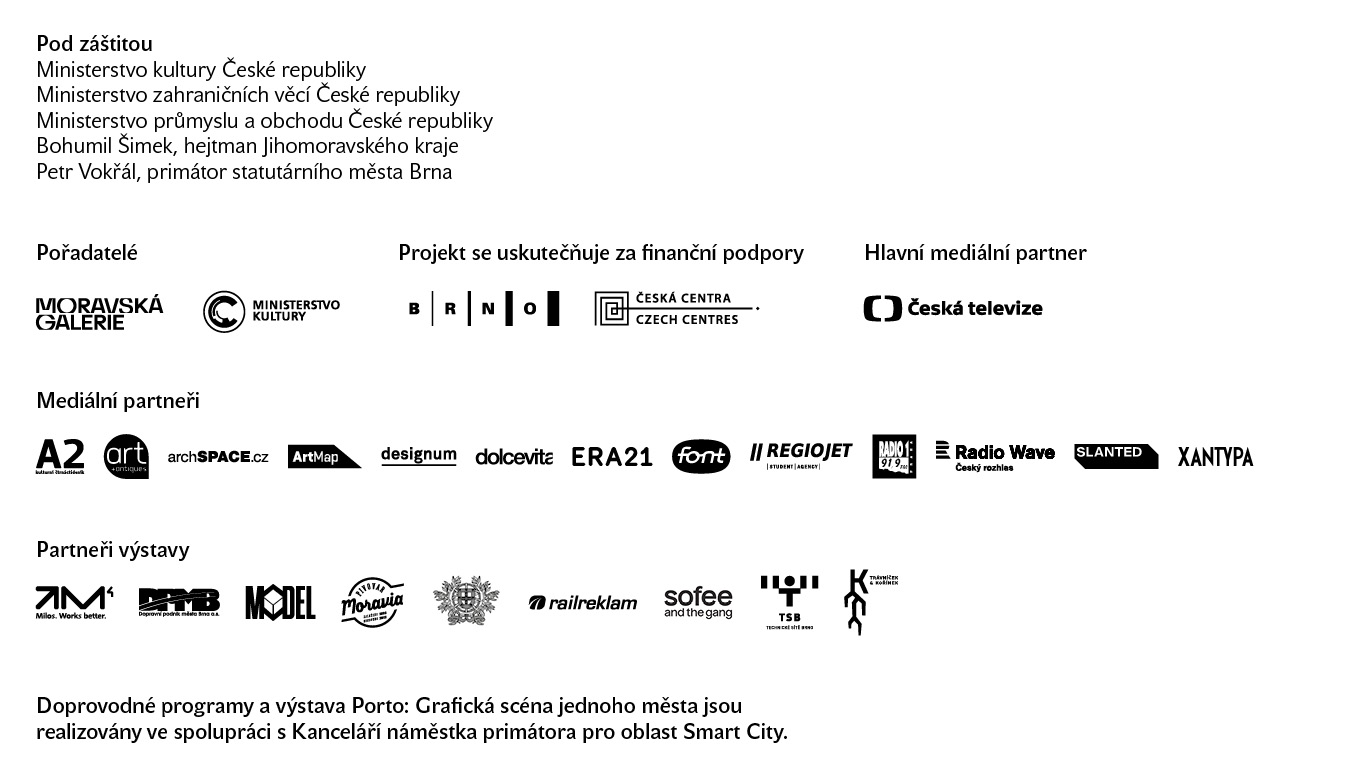 Pod záštitou
Ministerstvo kultury České republiky
Ministerstvo zahraničních věcí České republiky
Ministerstvo průmyslu a obchodu České republiky
Bohumil Šimek, hejtman Jihomoravského kraje
Petr Vokřál, primátor statutárního města Brna
Pořadatelé
MORAVSKÁ
GALERIE
MINISTERSTVO
KULTURY
Projekt se uskutečňuje za finanční podpory
B R N O
ČESKÁ CENTRA
CZECH CENTRES
Hlavní mediální partner
Česká televize
Mediální partneři
A2
kulturní čtrnáctideník
art
+antiques
archSPACE.cz
ArtMap
designum
dolcevita
ERA21
font
REGIOJET
STUDENT | AGENCY
RADIO 1
91.9 FM
Radio Wave
Český rozhlas
SLANTED
XANTYPA
Partneři výstavy
Milos. Works better.
DPMB
Dopravní podnik města Brna a.s.
MODEL
PIVOVAR
Moravia
railreklam
sofee
and the gang
TSB
TECHNICKÉ SÍTĚ BRNO
TRÁVNÍČEK
& KOŘÍNEK
Doprovodné programy a výstava Porto: Grafická scéna jednoho města jsou
realizovány ve spolupráci s Kanceláří náměstka primátora pro oblast Smart City.